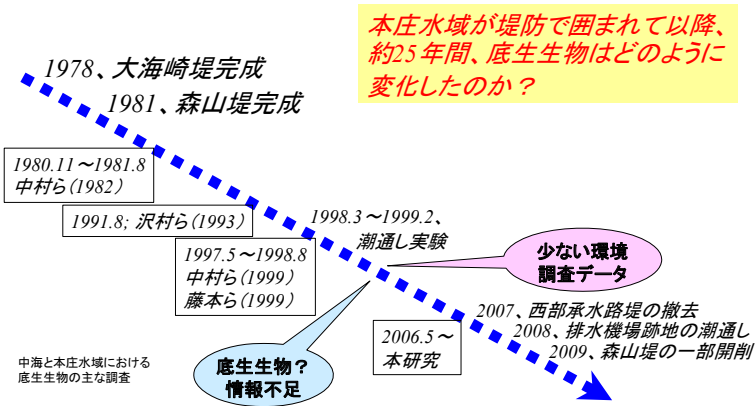 本庄水域が堤防で囲まれて以降、
約25年間、底生生物はどのように
変化したのか？
1978、大海崎堤完成
1981、森山堤完成
1980.11～1981.8
中村ら（1982）
1991.8; 沢村ら（1993）
1998.3～1999.2、
潮通し実験
1997.5～1998.8
中村ら（1999）
藤本ら（1999）
少ない環境
調査データ
2007、西部承水路堤の撤去
2008、排水機場跡地の潮通し
2009、森山堤の一部開削
2006.5～
本研究
底生生物？
情報不足
中海と本庄水域における
底生生物の主な調査